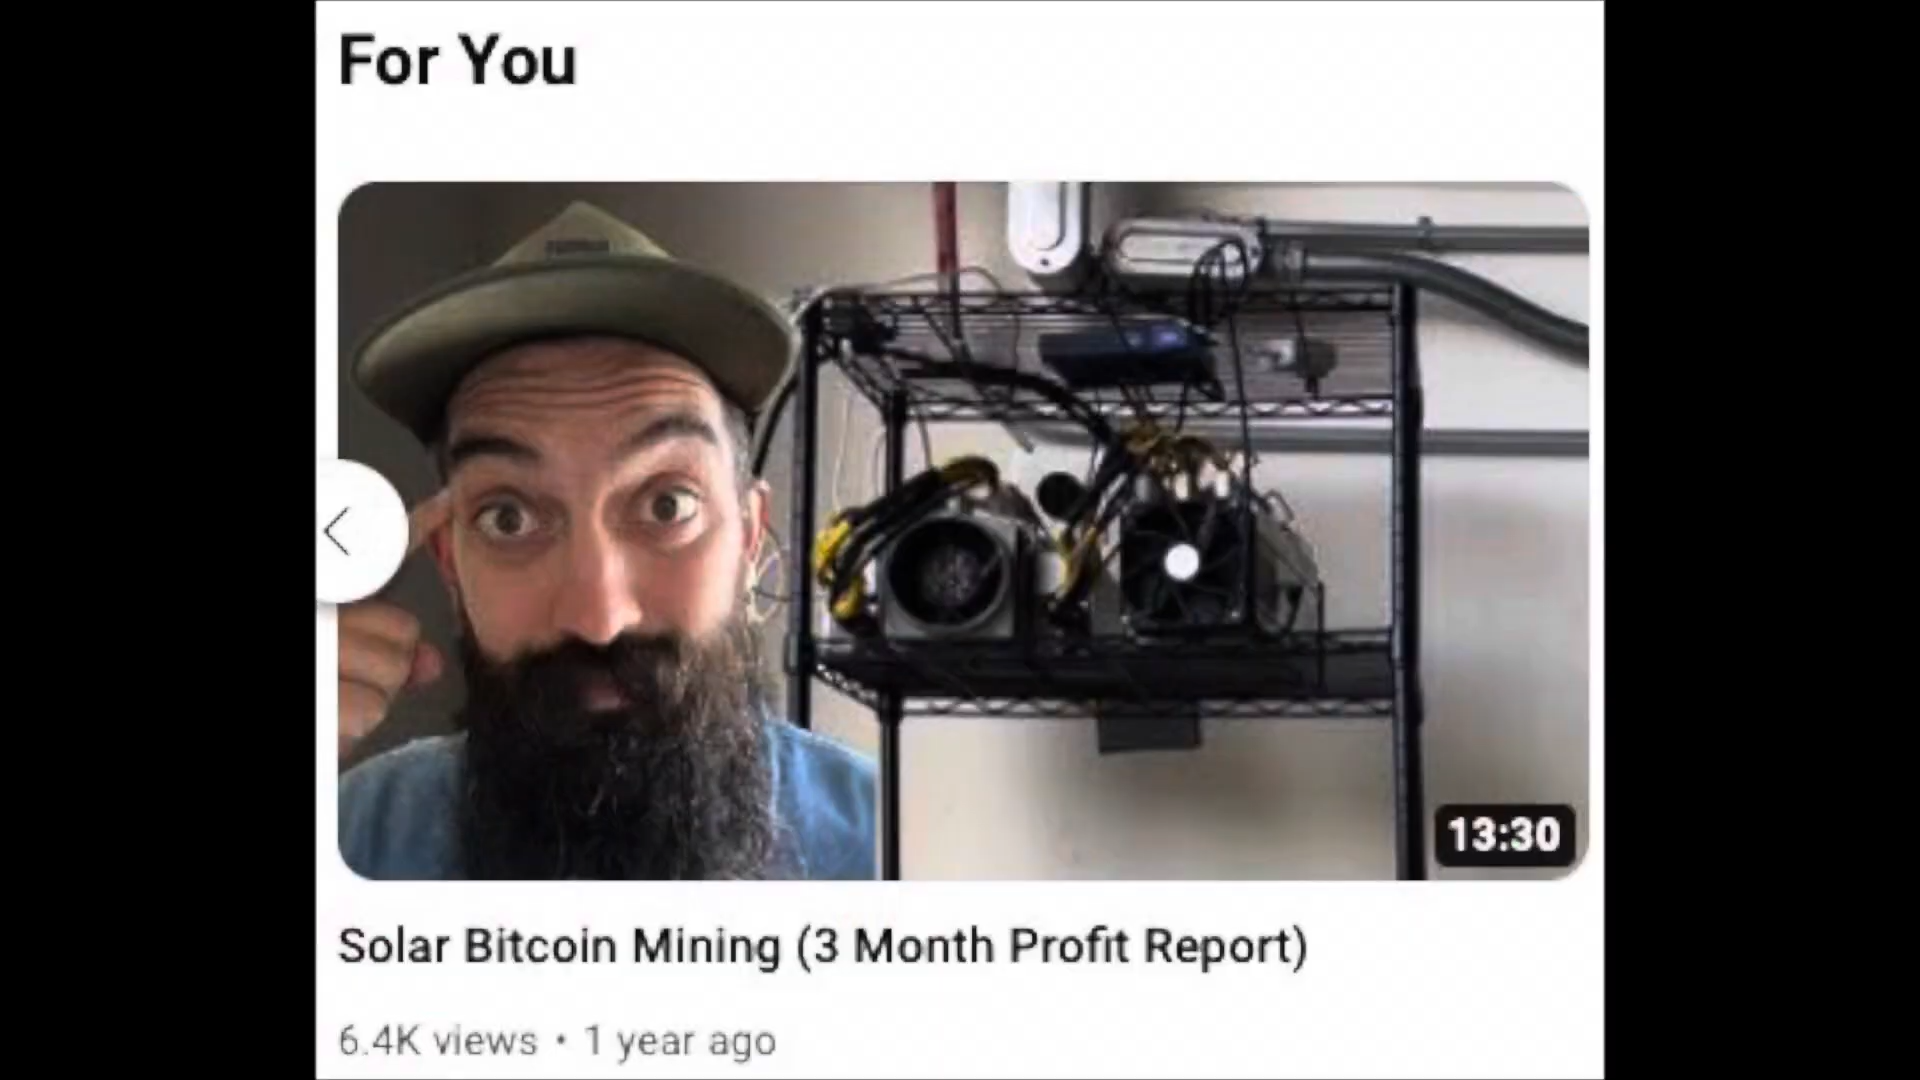 For You
13:30
Solar Bitcoin Mining (3 Month Profit Report)
6.4K views • 1 year ago